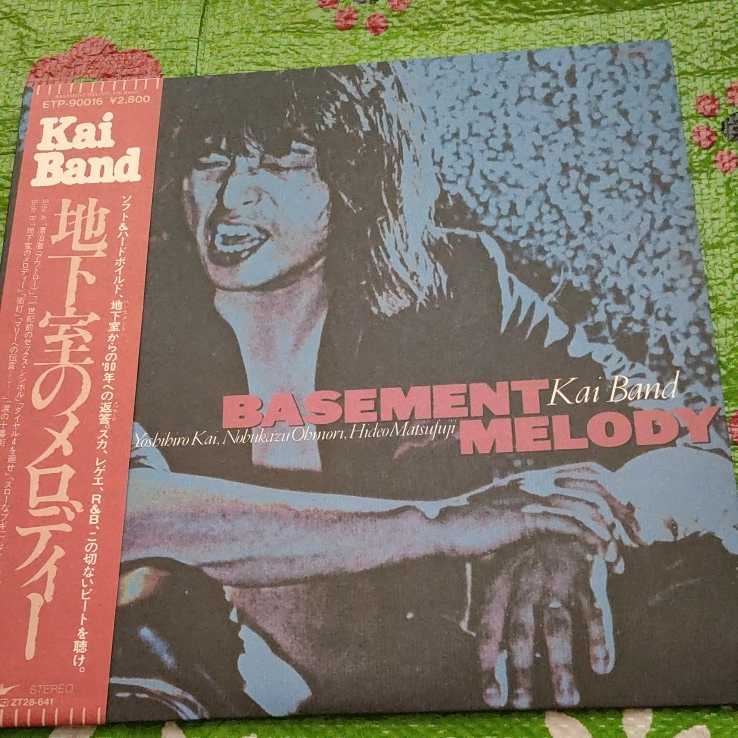 ETP-90016 ¥2,800
Kai
Band
地下室のメロディー
ソフト&ハードボイルド、地下室からの'80年への返答。スカ、レゲエ、R&B、この切ないビートを聴け。
STEREO
ZT28-641
BASEMENT
Kai Band
MELODY
Yoshihiro Kai, Nobukazu Ohmori, Hideo Matsufuji